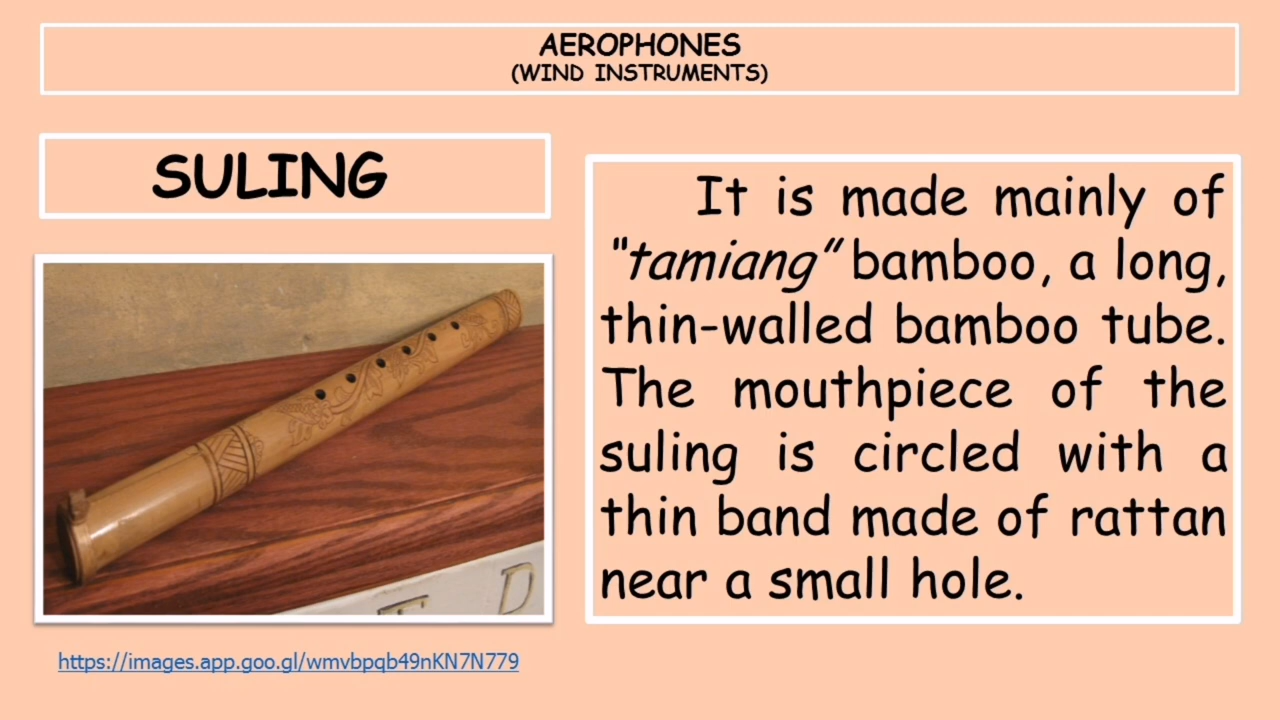 AEROPHONES
(WIND INSTRUMENTS)
SULING
It is made mainly of
"tamiang" bamboo, a long,
thin-walled bamboo tube.
The mouthpiece of the
suling is circled with a
thin band made of rattan
near a small hole.
T D
https://images.app.goo.gl/wmvbpqb49nKN7N779